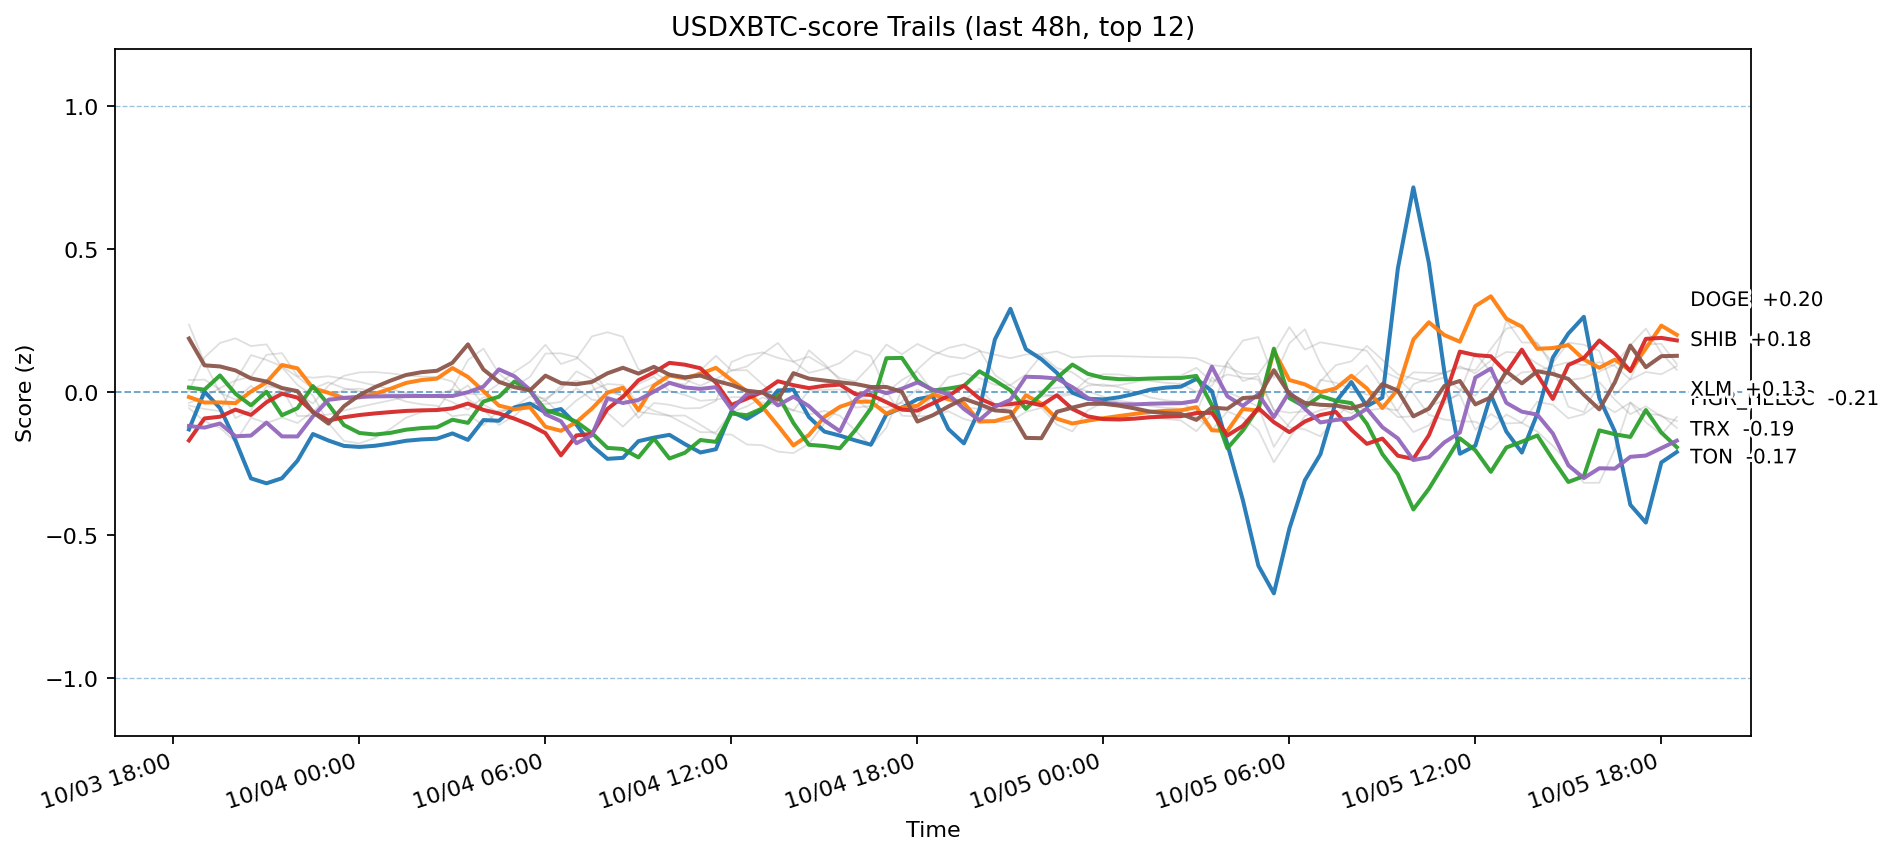 USDXBTC-score Trails (last 48h, top 12)
Score (z)
1.0
0.5
0.0
−0.5
−1.0
DOGE +0.20
SHIB +0.18
XLM +0.13
-0.21
TRX -0.19
TON -0.17
10/03 18:00
10/04 00:00
10/04 06:00
10/04 12:00
10/04 18:00
10/05 00:00
10/05 06:00
10/05 12:00
10/05 18:00
Time